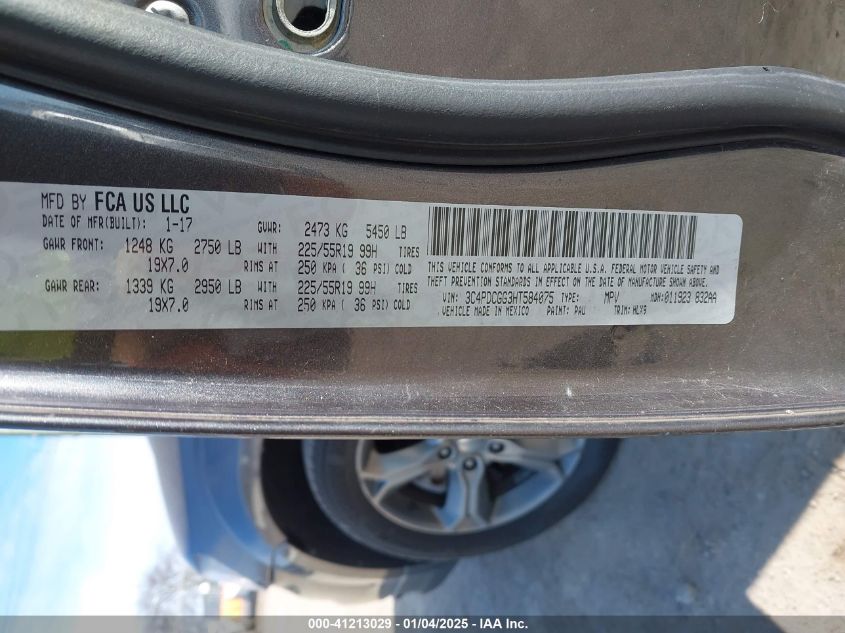 MFD BY FCA US LLC
DATE OF MFR(BUILT): 1-17 GVWR: 2473 KG 5450 LB
GAWR FRONT: 1248 KG 2750 LB WITH 225/55R19 99H TIRES
19X7.0 RIMS AT 250 KPA ( 36 PSI) COLD
GAWR REAR: 1339 KG 2950 LB WITH 225/55R19 99H TIRES
19X7.0 RIMS AT 250 KPA ( 36 PSI) COLD
THIS VEHICLE CONFORMS TO ALL APPLICABLE U.S.A. FEDERAL MOTOR VEHICLE SAFETY AND
THEFT PREVENTION STANDARDS IN EFFECT ON THE DATE OF MANUFACTURE SHOWN ABOVE.
VIN: 3C4PDCGG3HT584075 TYPE: MPV MDH: 011923 832AA
VEHICLE MADE IN MEXICO PAINT: PAU TRIM: HLX9
000-41213029 - 01/04/2025 - IAA Inc.